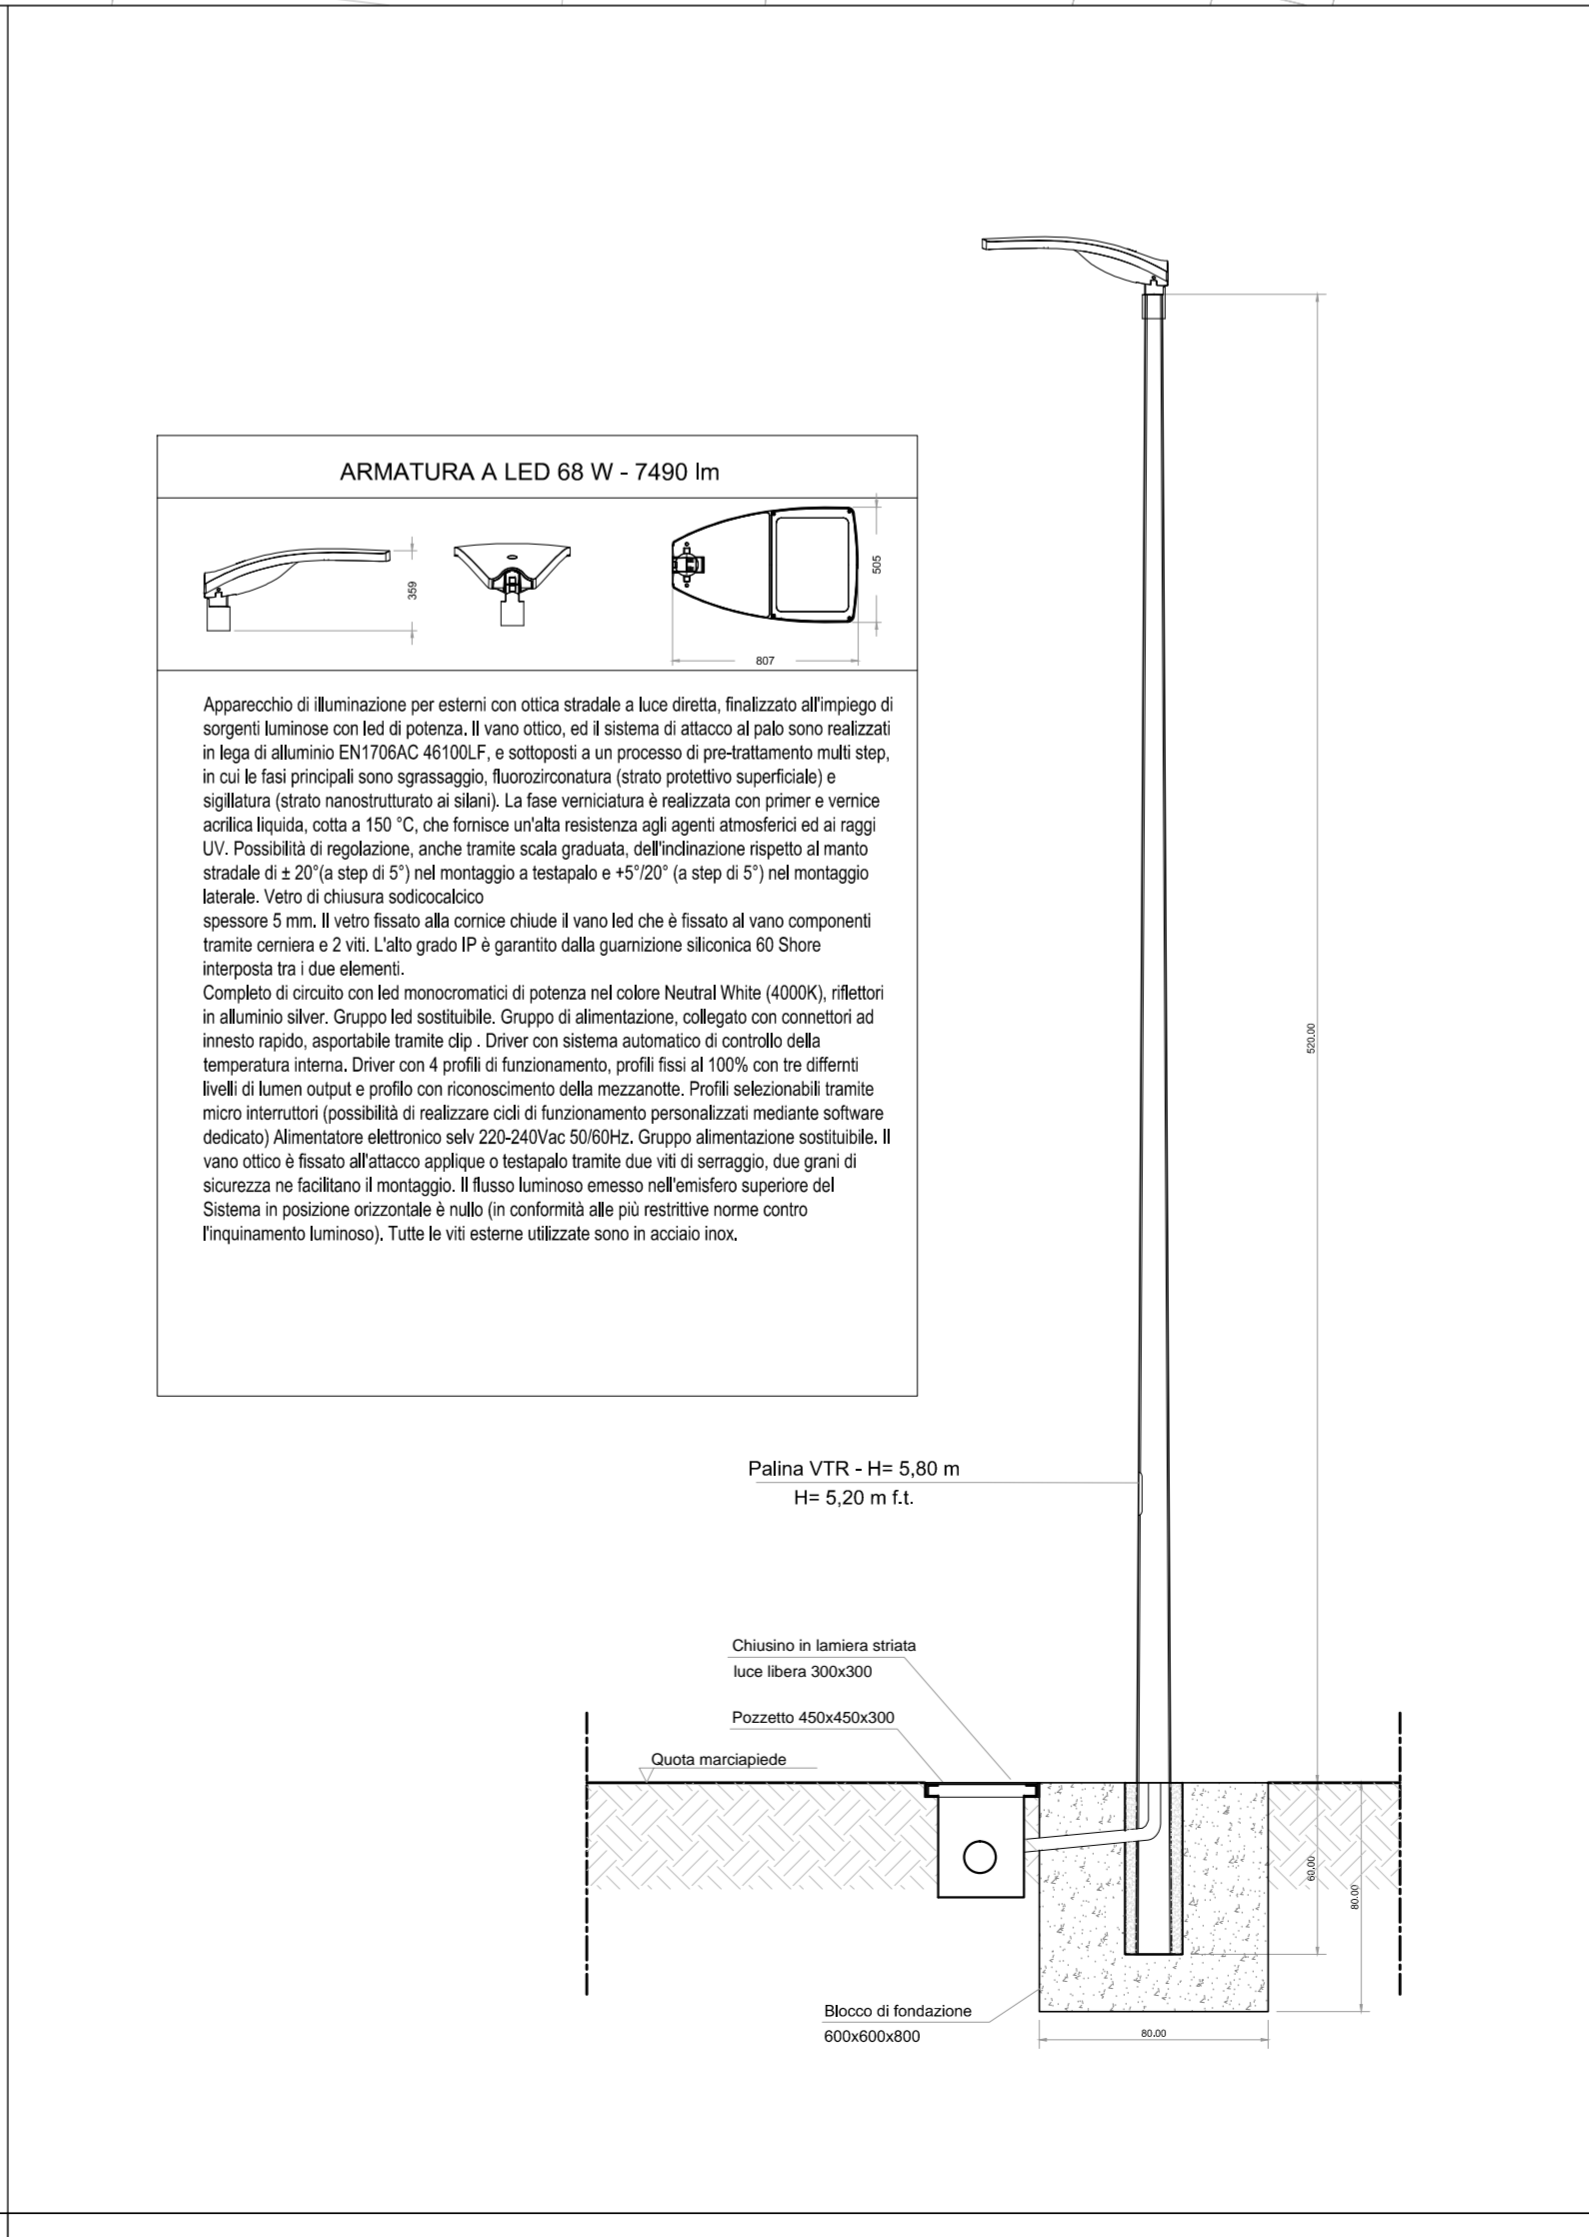 ARMATURA A LED 68 W - 7490 lm
359
505
807
Apparecchio di illuminazione per esterni con ottica stradale a luce diretta, finalizzato all'impiego di
sorgenti luminose con led di potenza. Il vano ottico, ed il sistema di attacco al palo sono realizzati
in lega di alluminio EN1706AC 46100LF, e sottoposti a un processo di pre-trattamento multi step,
in cui le fasi principali sono sgrassaggio, fluorozirconatura (strato protettivo superficiale) e
sigillatura (strato nanostrutturato ai silani). La fase verniciatura è realizzata con primer e vernice
acrilica liquida, cotta a 150 °C, che fornisce un'alta resistenza agli agenti atmosferici ed ai raggi
UV. Possibilità di regolazione, anche tramite scala graduata, dell'inclinazione rispetto al manto
stradale di ± 20°(a step di 5°) nel montaggio a testapalo e +5°/20° (a step di 5°) nel montaggio
laterale. Vetro di chiusura sodicocalcico
spessore 5 mm. Il vetro fissato alla cornice chiude il vano led che è fissato al vano componenti
tramite cerniera e 2 viti. L'alto grado IP è garantito dalla guarnizione siliconica 60 Shore
interposta tra i due elementi.
Completo di circuito con led monocromatici di potenza nel colore Neutral White (4000K), riflettori
in alluminio silver. Gruppo led sostituibile. Gruppo di alimentazione, collegato con connettori ad
innesto rapido, asportabile tramite clip . Driver con sistema automatico di controllo della
temperatura interna. Driver con 4 profili di funzionamento, profili fissi al 100% con tre differnti
livelli di lumen output e profilo con riconoscimento della mezzanotte. Profili selezionabili tramite
micro interruttori (possibilità di realizzare cicli di funzionamento personalizzati mediante software
dedicato) Alimentatore elettronico selv 220-240Vac 50/60Hz. Gruppo alimentazione sostituibile. Il
vano ottico è fissato all'attacco applique o testapalo tramite due viti di serraggio, due grani di
sicurezza ne facilitano il montaggio. Il flusso luminoso emesso nell'emisfero superiore del
Sistema in posizione orizzontale è nullo (in conformità alle più restrittive norme contro
l'inquinamento luminoso). Tutte le viti esterne utilizzate sono in acciaio inox.
520.00
Palina VTR - H= 5,80 m
H= 5,20 m f.t.
Chiusino in lamiera striata
luce libera 300x300
Pozzetto 450x450x300
Quota marciapiede
60.00
80.00
Blocco di fondazione
600x600x800
80.00